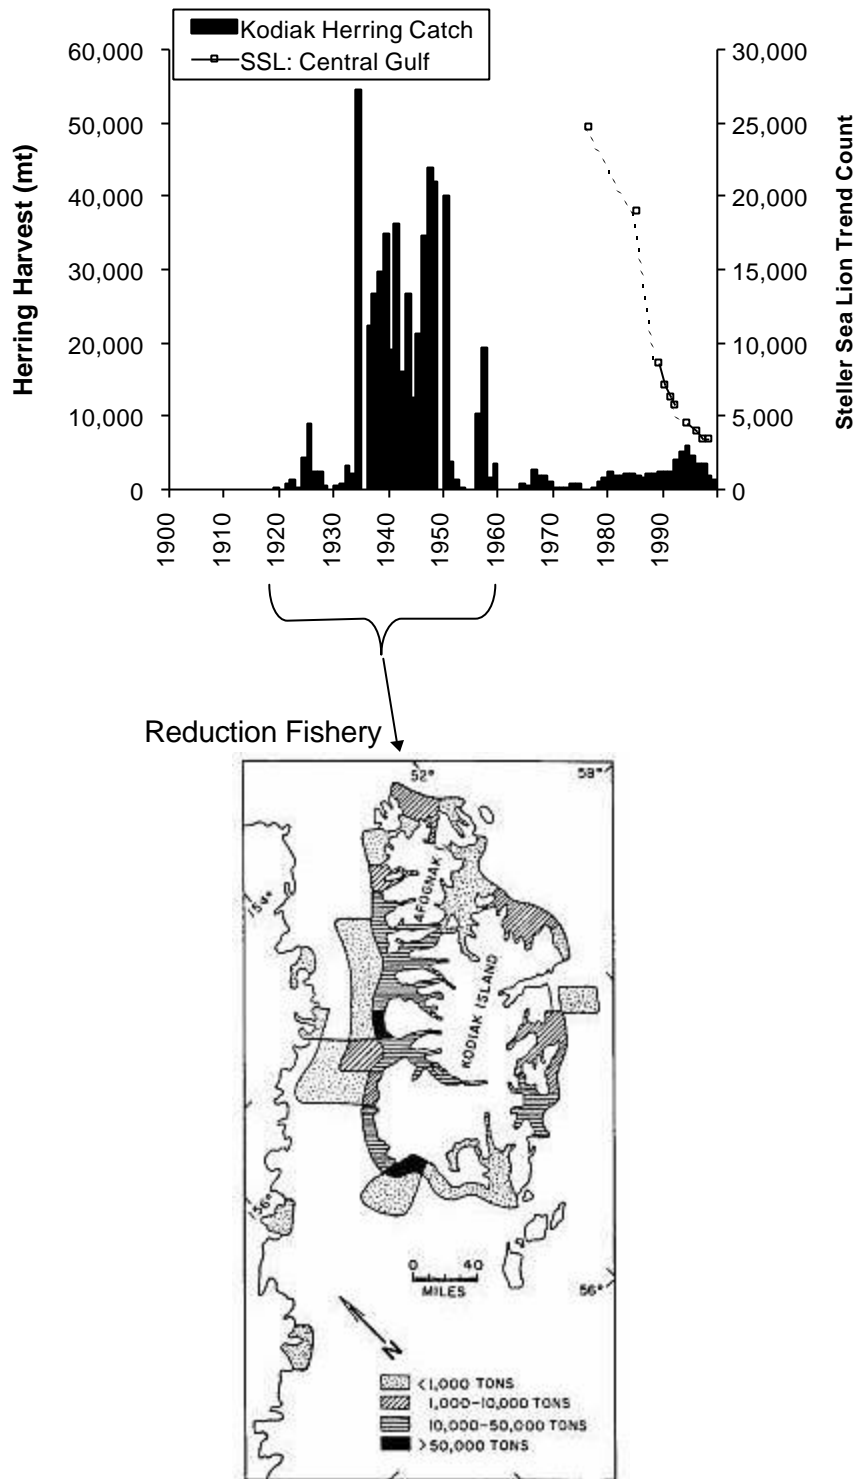 Kodiak Herring Catch
SSL: Central Gulf
Herring Harvest (mt)
60,000
50,000
40,000
30,000
20,000
10,000
0
30,000
25,000
20,000
15,000
10,000
5,000
0
Steller Sea Lion Trend Count
1900
1910
1920
1930
1940
1950
1960
1970
1980
1990
Reduction Fishery
52°
58°
154°
AFOGNAK I
KODIAK ISLAND
156°
0 40
MILES
56°
N
<1,000 TONS
1,000-10,000 TONS
10,000-50,000 TONS
>50,000 TONS